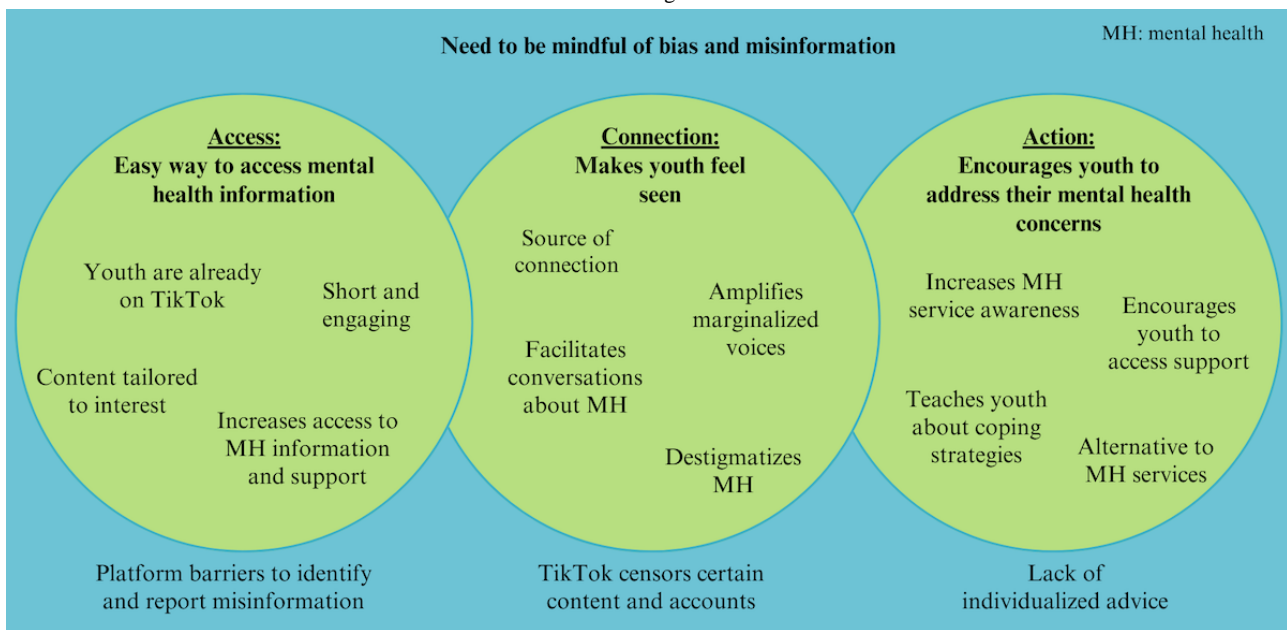 Need to be mindful of bias and misinformation
MH: mental health
Access:
Easy way to access mental
health information
Youth are already
on TikTok
Short and
engaging
Content tailored
to interest
Increases access to
MH information
and support
Connection:
Makes youth feel
seen
Source of
connection
Amplifies
marginalized
voices
Facilitates
conversations
about MH
Destigmatizes
MH
Action:
Encourages youth to
address their mental health
concerns
Increases MH
service awareness
Encourages
youth to
access support
Teaches youth
about coping
strategies
Alternative to
MH services
Platform barriers to identify
and report misinformation
TikTok censors certain
content and accounts
Lack of
individualized advice